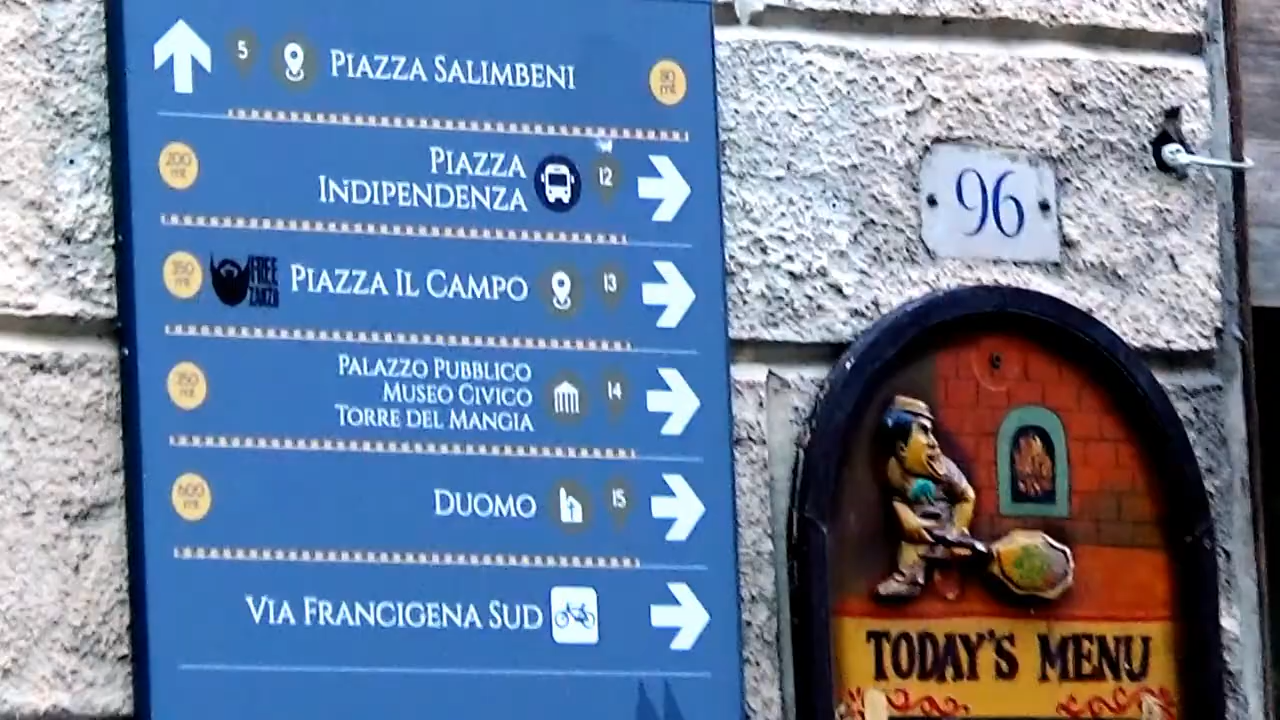 5 PIAZZA SALIMBENI 80 mt
200 mt PIAZZA INDIPENDENZA 12
350 mt FREE ZANZO PIAZZA IL CAMPO 13
350 mt PALAZZO PUBBLICO
MUSEO CIVICO 14
TORRE DEL MANGIA
600 mt DUOMO 15
VIA FRANCIGENA SUD
96
TODAY'S MENU